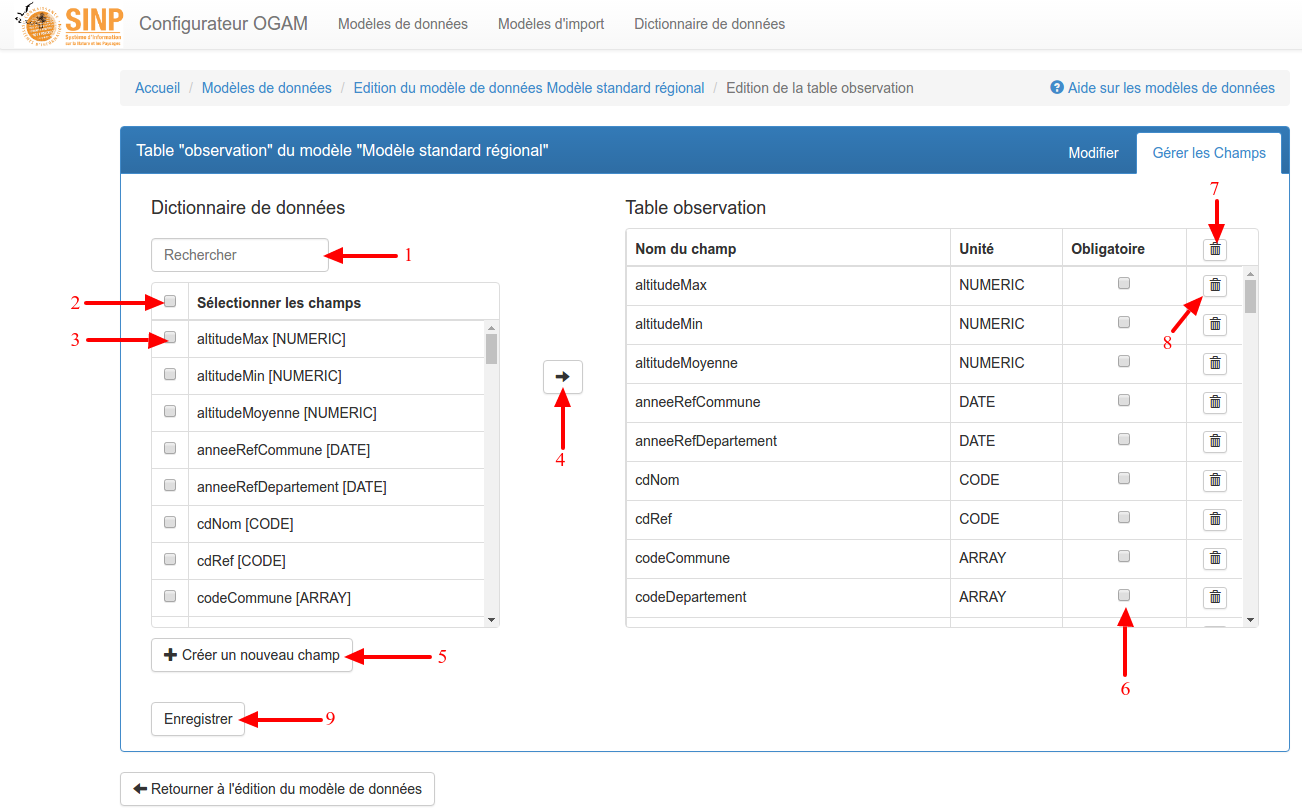 SINP
Système d'Information
sur la Nature et les Paysages
Configurateur OGAM
Modèles de données
Modèles d'import
Dictionnaire de données
Accueil / Modèles de données / Edition du modèle de données Modèle standard régional / Edition de la table observation
? Aide sur les modèles de données
Table "observation" du modèle "Modèle standard régional"
Modifier
Gérer les Champs
7
Dictionnaire de données
Table observation
Rechercher
1
Nom du champ Unité Obligatoire
2
Sélectionner les champs
3
altitudeMax [NUMERIC]
altitudeMin [NUMERIC]
altitudeMoyenne [NUMERIC]
anneeRefCommune [DATE]
anneeRefDepartement [DATE]
cdNom [CODE]
cdRef [CODE]
codeCommune [ARRAY]
4
altitudeMax NUMERIC
8
altitudeMin NUMERIC
altitudeMoyenne NUMERIC
anneeRefCommune DATE
anneeRefDepartement DATE
cdNom CODE
cdRef CODE
codeCommune ARRAY
codeDepartement ARRAY
6
Créer un nouveau champ
5
Enregistrer
9
Retourner à l'édition du modèle de données